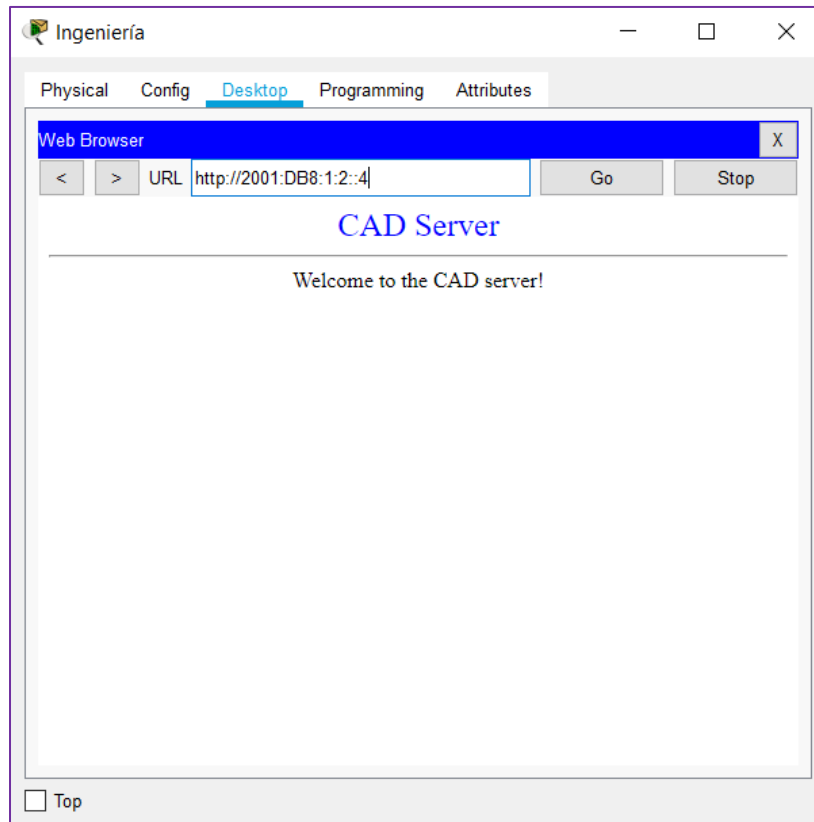 Ingeniería
Physical Config Desktop Programming Attributes
Web Browser X
< > URL http://2001:DB8:1:2::4 Go Stop
CAD Server
Welcome to the CAD server!
Top